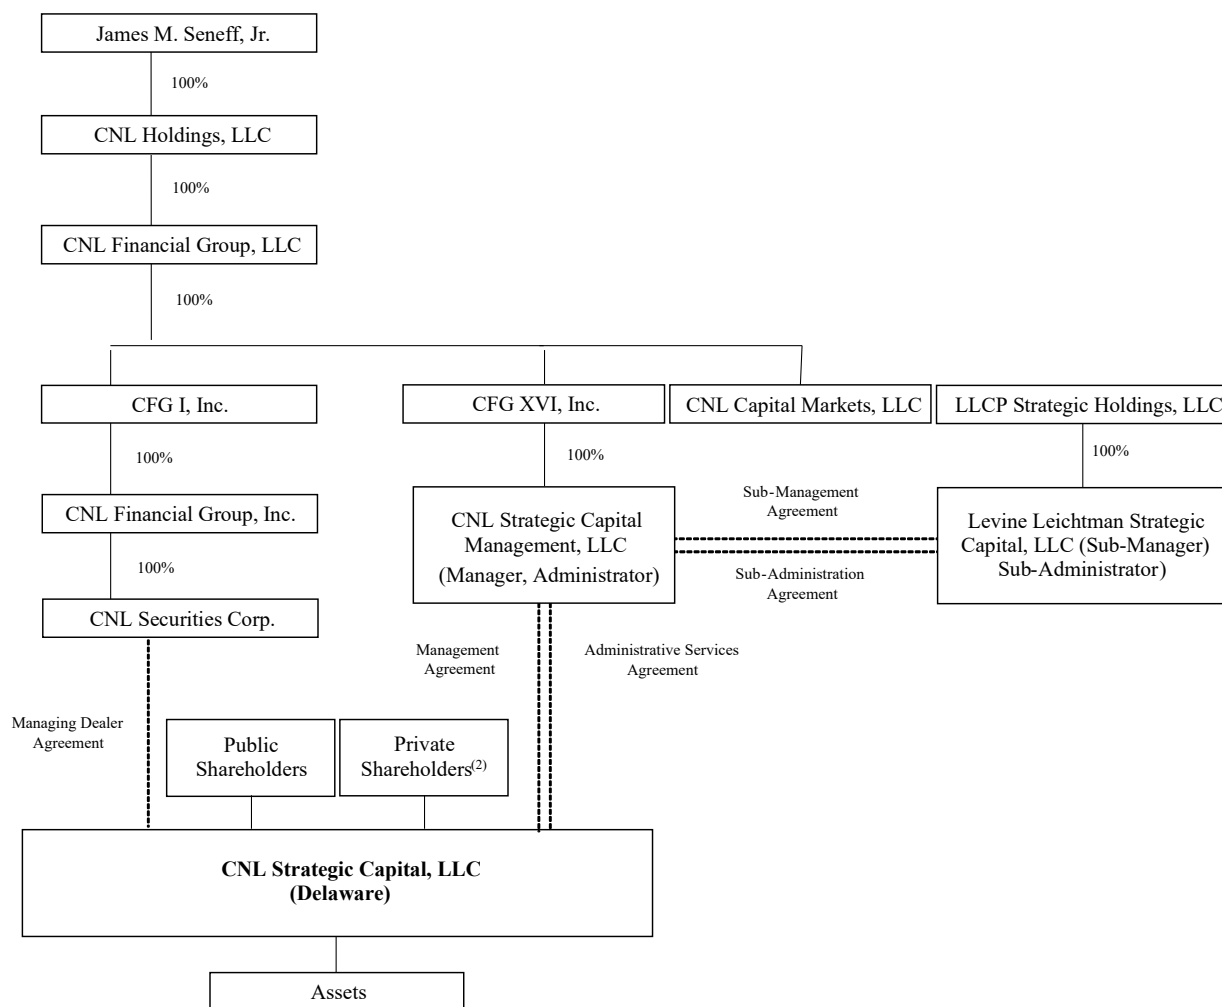 James M. Seneff, Jr.
100%
CNL Holdings, LLC
100%
CNL Financial Group, LLC
100%
CFG I, Inc.
CFG XVI, Inc.
CNL Capital Markets, LLC
LLCP Strategic Holdings, LLC
100%
100%
100%
CNL Financial Group, Inc.
100%
CNL Securities Corp.
CNL Strategic Capital
Management, LLC
(Manager, Administrator)
Sub-Management
Agreement
Sub-Administration
Agreement
Levine Leichtman Strategic
Capital, LLC (Sub-Manager)
Sub-Administrator)
Management
Agreement
Administrative Services
Agreement
Managing Dealer
Agreement
Public
Shareholders
Private
Shareholders(2)
CNL Strategic Capital, LLC
(Delaware)
Assets